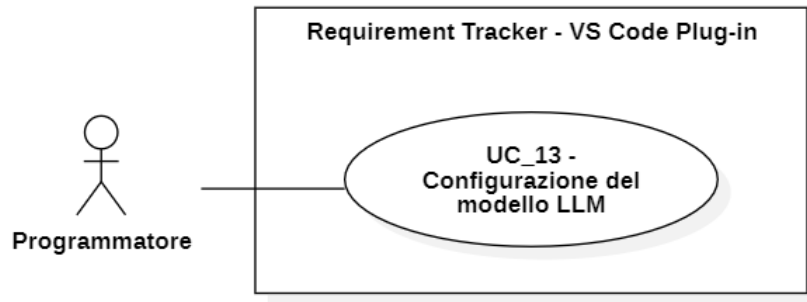 Requirement Tracker - VS Code Plug-in
UC_13 -
Configurazione del
modello LLM
Programmatore